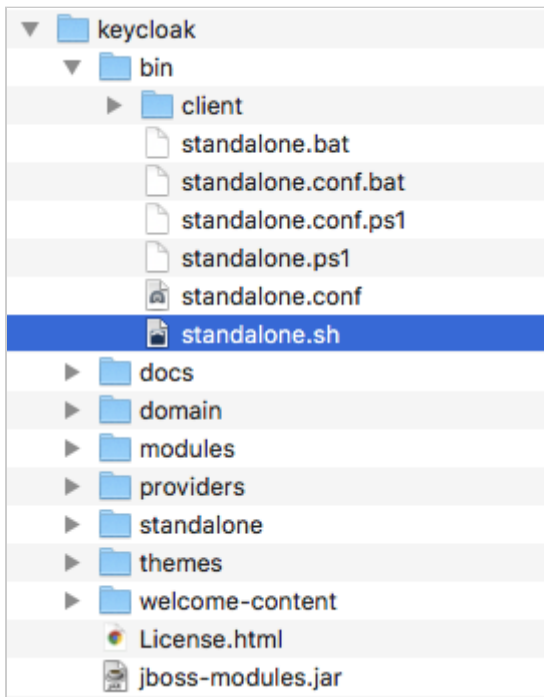 keycloak
bin
client
standalone.bat
standalone.conf.bat
standalone.conf.ps1
standalone.ps1
standalone.conf
standalone.sh
docs
domain
modules
providers
standalone
themes
welcome-content
License.html
jboss-modules.jar